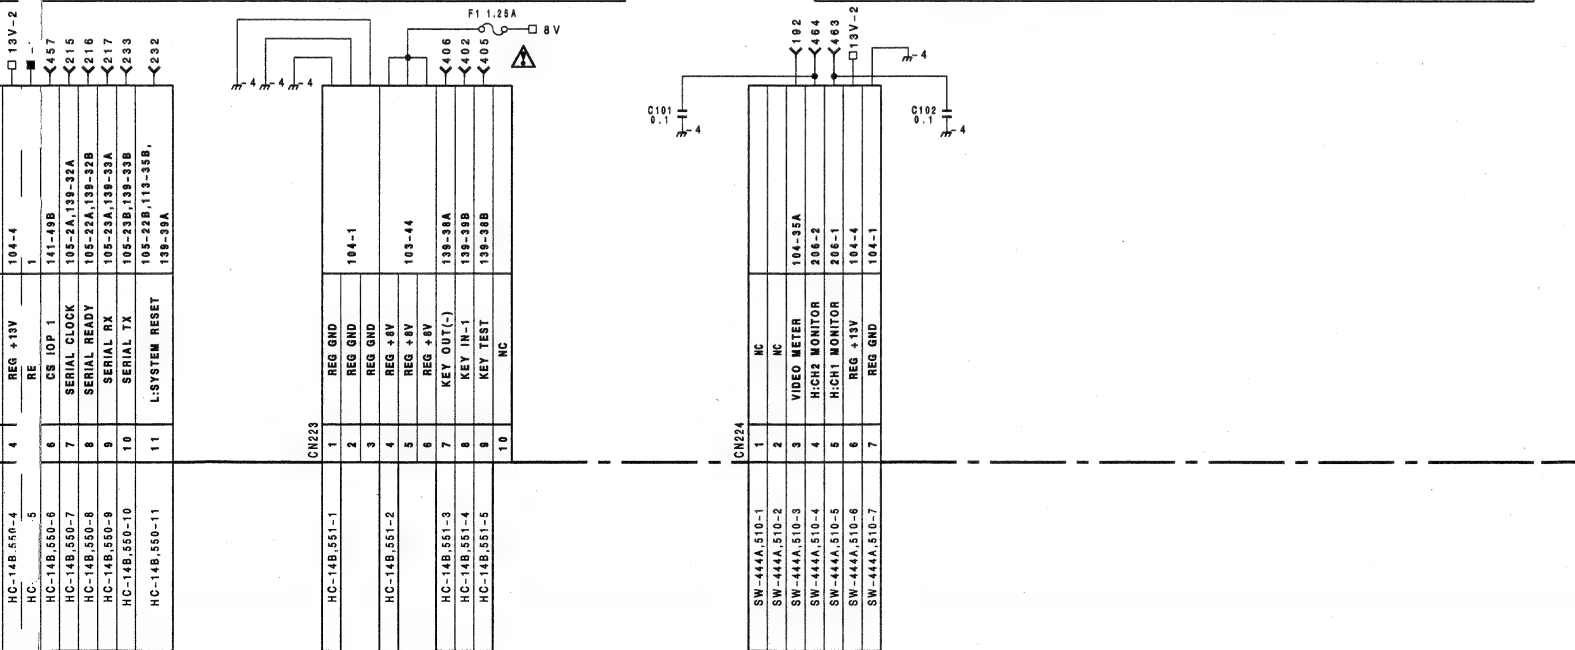 13V-2
457
215
216
217
233
232
REG +13V
104-4
4
HC-14B,550-4
RE
1
5
HC-
CS IOP 1
141-49B
6
HC-14B,550-6
SERIAL CLOCK
105-2A,139-32A
7
HC-14B,550-7
SERIAL READY
105-22A,139-32B
8
HC-14B,550-8
SERIAL RX
105-23A,139-33A
9
HC-14B,550-9
SERIAL TX
105-23B,139-33B
10
HC-14B,550-10
L:SYSTEM RESET
105-22B,113-35B,
139-39A
11
HC-14B,550-11
-4
-4
-4
F1 1.25A
8V
406
402
405
CN223
104-1
REG GND
1
HC-14B,551-1
REG GND
2
REG GND
3
103-44
REG +8V
4
HC-14B,551-2
REG +8V
5
REG +8V
6
139-38A
KEY OUT(-)
7
HC-14B,551-3
139-39B
KEY IN-1
8
HC-14B,551-4
139-38B
KEY TEST
9
HC-14B,551-5
NC
10
C101
0.1
-4
192
464
463
13V-2
-4
C102
0.1
-4
CN224
NC
1
SW-444A,510-1
NC
2
SW-444A,510-2
104-35A
VIDEO METER
3
SW-444A,510-3
206-2
H:CH2 MONITOR
4
SW-444A,510-4
206-1
H:CH1 MONITOR
5
SW-444A,510-5
104-4
REG +13V
6
SW-444A,510-6
104-1
REG GND
7
SW-444A,510-7